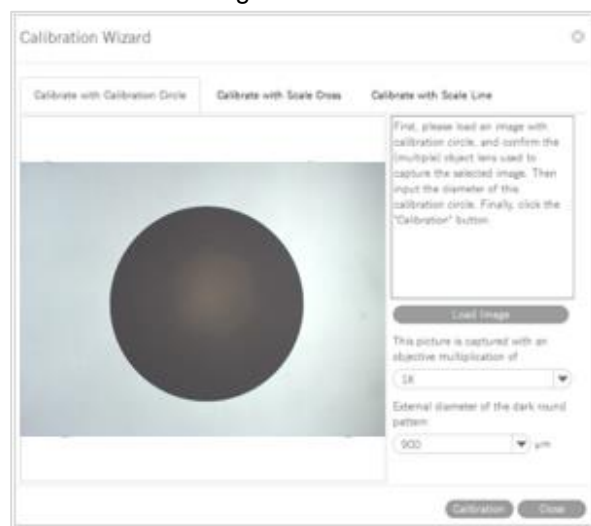 Calibration Wizard
Calibrate with Calibration Circle
Calibrate with Scale Cross
Calibrate with Scale Line
First, please load an image with
calibration circle, and confirm the
(multiple) object lens used to
capture the selected image. Then
input the diameter of this
calibration circle. Finally, click the
"Calibration" button
Load Image
This picture is captured with an
objective multiplication of
1X
External diameter of the dark round
pattern
900 μm
Calibration
Close